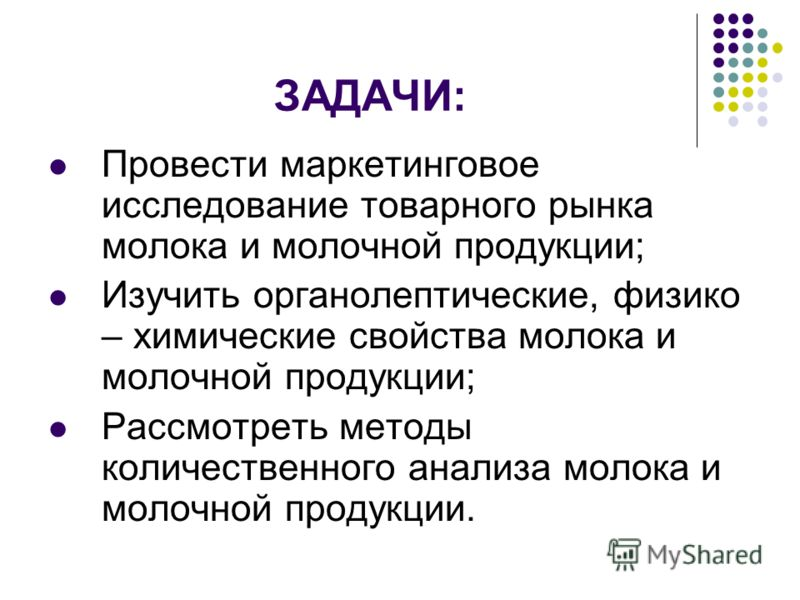 ЗАДАЧИ:
Провести маркетинговое
исследование товарного рынка
молока и молочной продукции;
Изучить органолептические, физико
– химические свойства молока и
молочной продукции;
Рассмотреть методы
количественного анализа молока и
молочной продукции.
MyShared